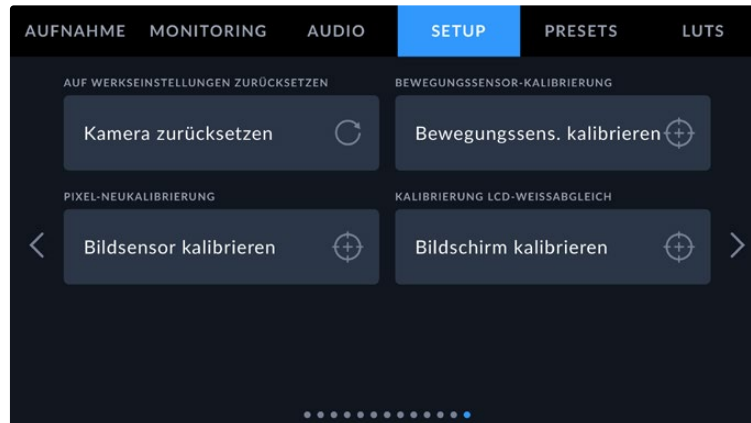 AUFNAHME MONITORING AUDIO SETUP PRESETS LUTS
AUF WERKSEINSTELLUNGEN ZURÜCKSETZEN
BEWEGUNGSSENSOR-KALIBRIERUNG
Kamera zurücksetzen
Bewegungssens. kalibrieren
PIXEL-NEUKALIBRIERUNG
KALIBRIERUNG LCD-WEISSABGLEICH
Bildsensor kalibrieren
Bildschirm kalibrieren